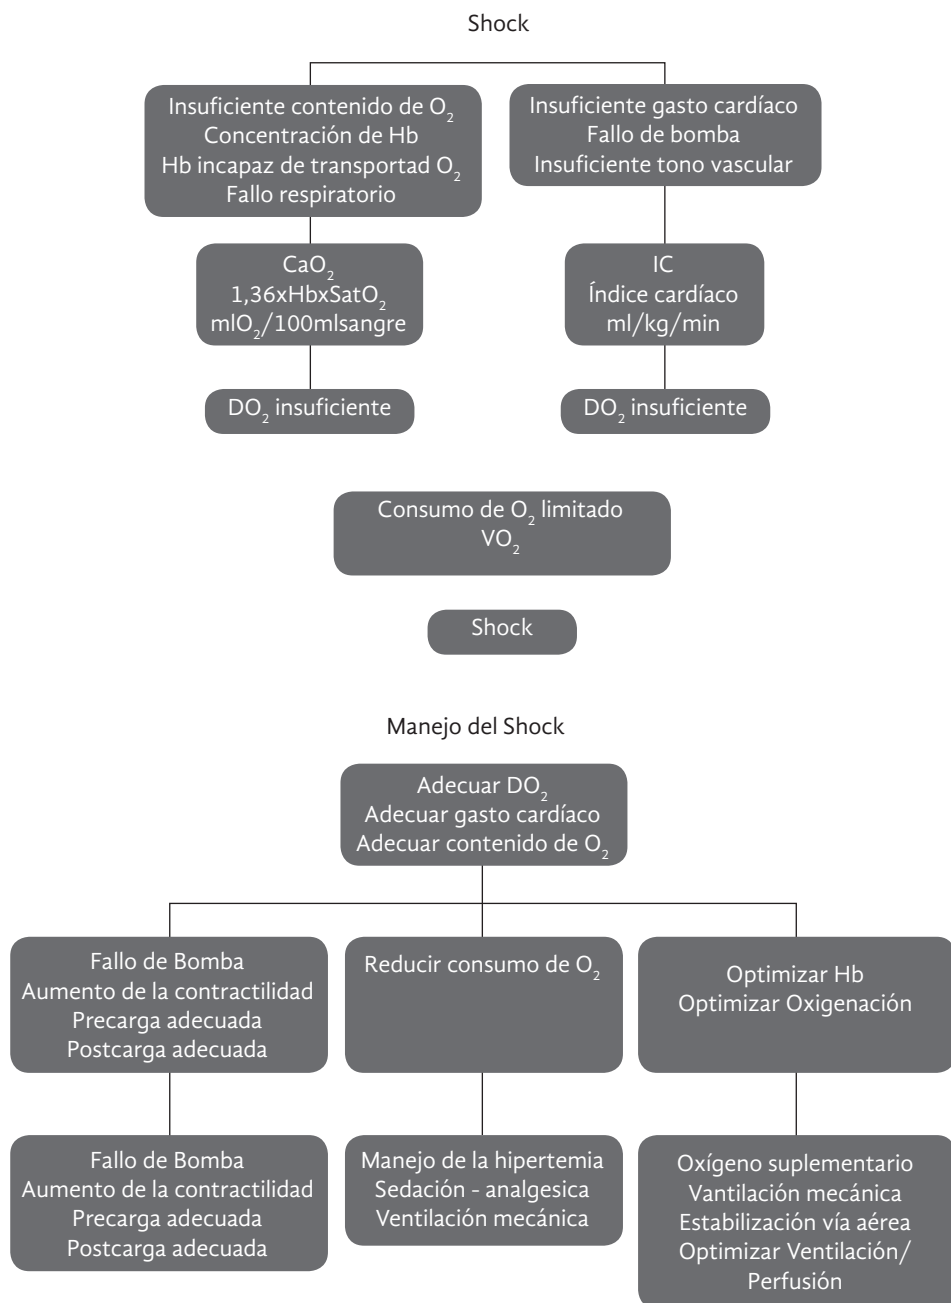 Shock
Insuficiente contenido de O₂
Concentración de Hb
Hb incapaz de transportad O₂
Fallo respiratorio
Insuficiente gasto cardíaco
Fallo de bomba
Insuficiente tono vascular
CaO₂
1,36xHbxSatO₂
mlO₂/100mlsangre
IC
Índice cardíaco
ml/kg/min
DO₂ insuficiente
DO₂ insuficiente
Consumo de O₂ limitado
VO₂
Shock
Manejo del Shock
Adecuar DO₂
Adecuar gasto cardíaco
Adecuar contenido de O₂
Fallo de Bomba
Aumento de la contractilidad
Precarga adecuada
Postcarga adecuada
Reducir consumo de O₂
Optimizar Hb
Optimizar Oxigenación
Fallo de Bomba
Aumento de la contractilidad
Precarga adecuada
Postcarga adecuada
Manejo de la hipertemia
Sedación - analgesica
Ventilación mecánica
Oxígeno suplementario
Vantilación mecánica
Estabilización vía aérea
Optimizar Ventilación/
Perfusión